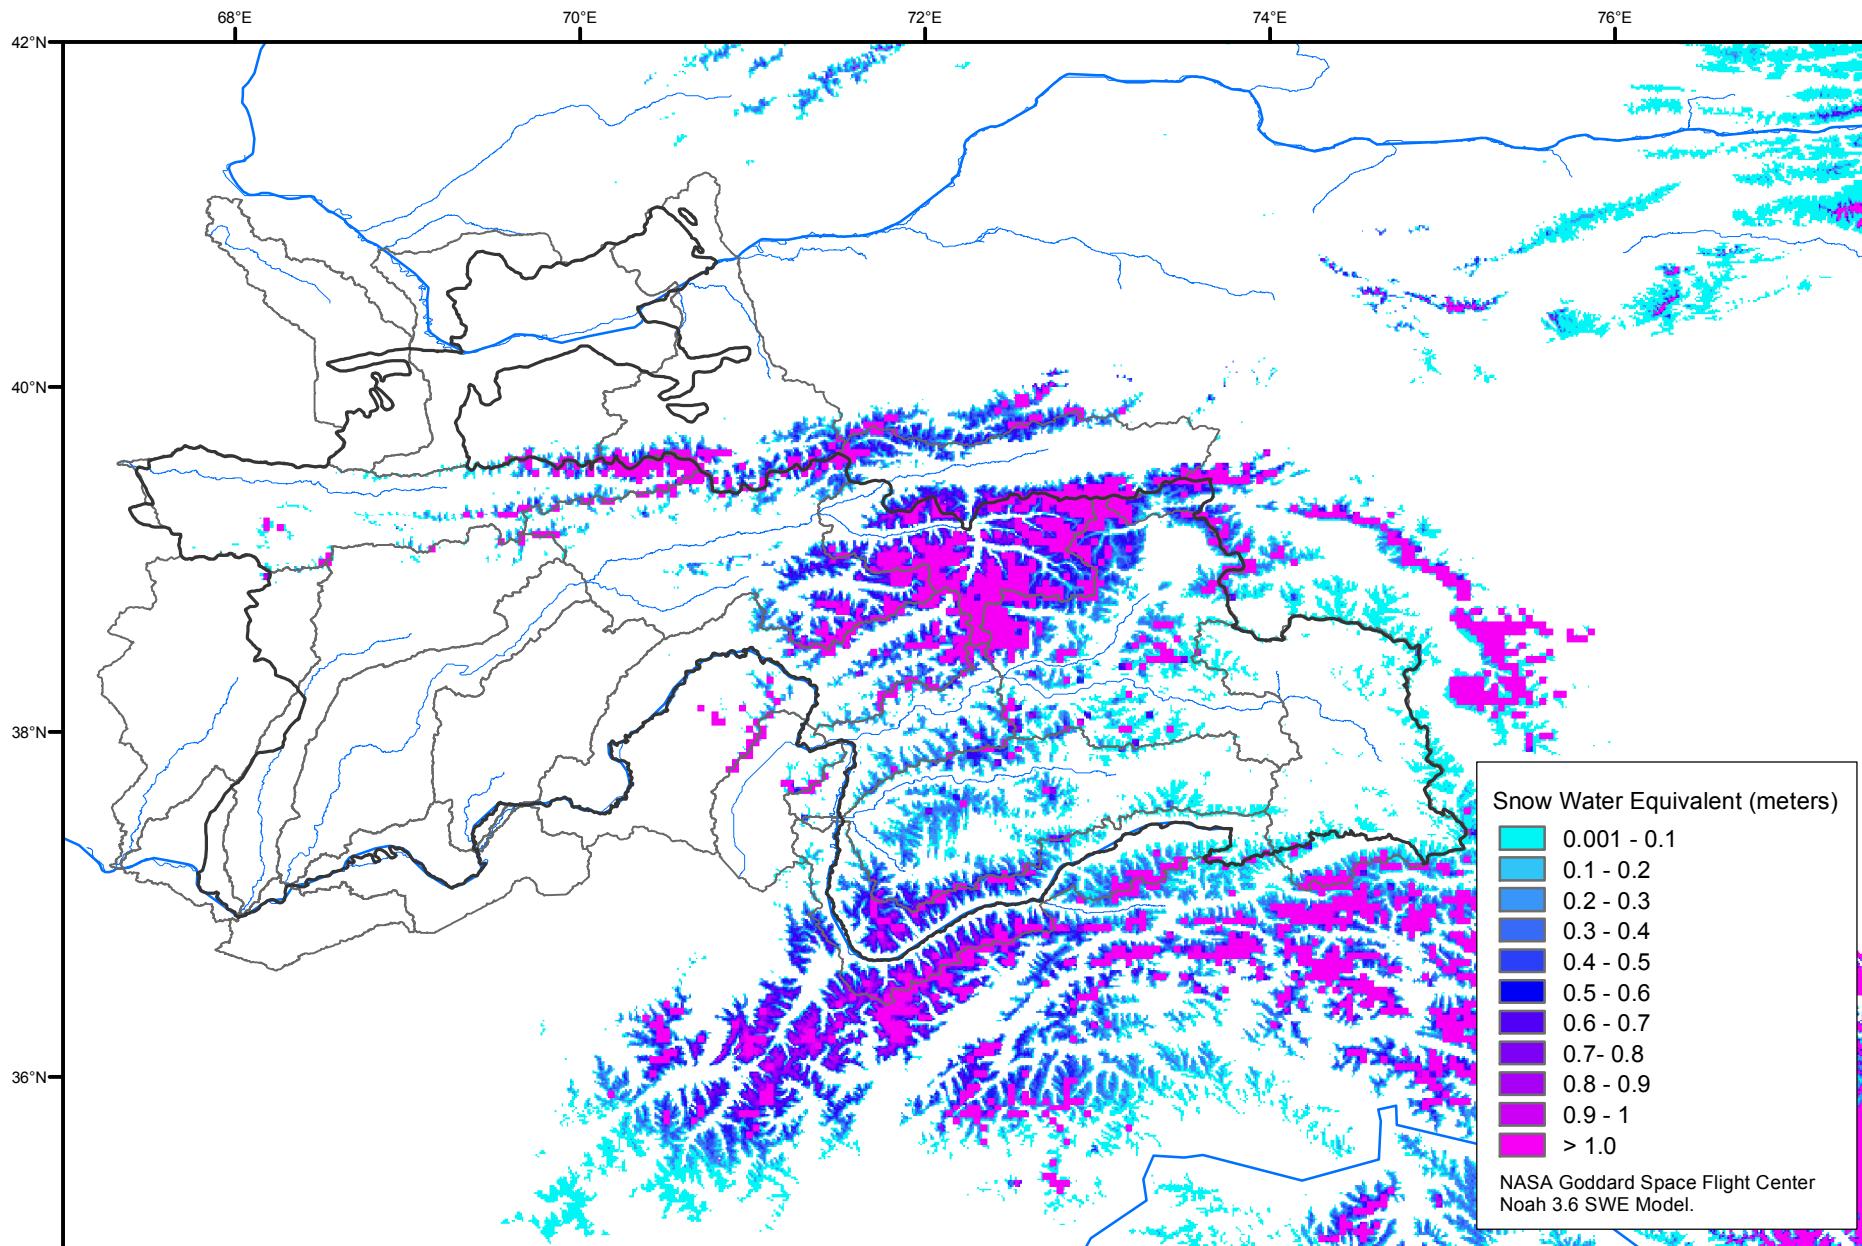 68°E
70°E
72°E
74°E
76°E
42°N
40°N
38°N
36°N
Snow Water Equivalent (meters)
0.001 - 0.1
0.1 - 0.2
0.2 - 0.3
0.3 - 0.4
0.4 - 0.5
0.5 - 0.6
0.6 - 0.7
0.7- 0.8
0.8 - 0.9
0.9 - 1
> 1.0
NASA Goddard Space Flight Center
Noah 3.6 SWE Model.